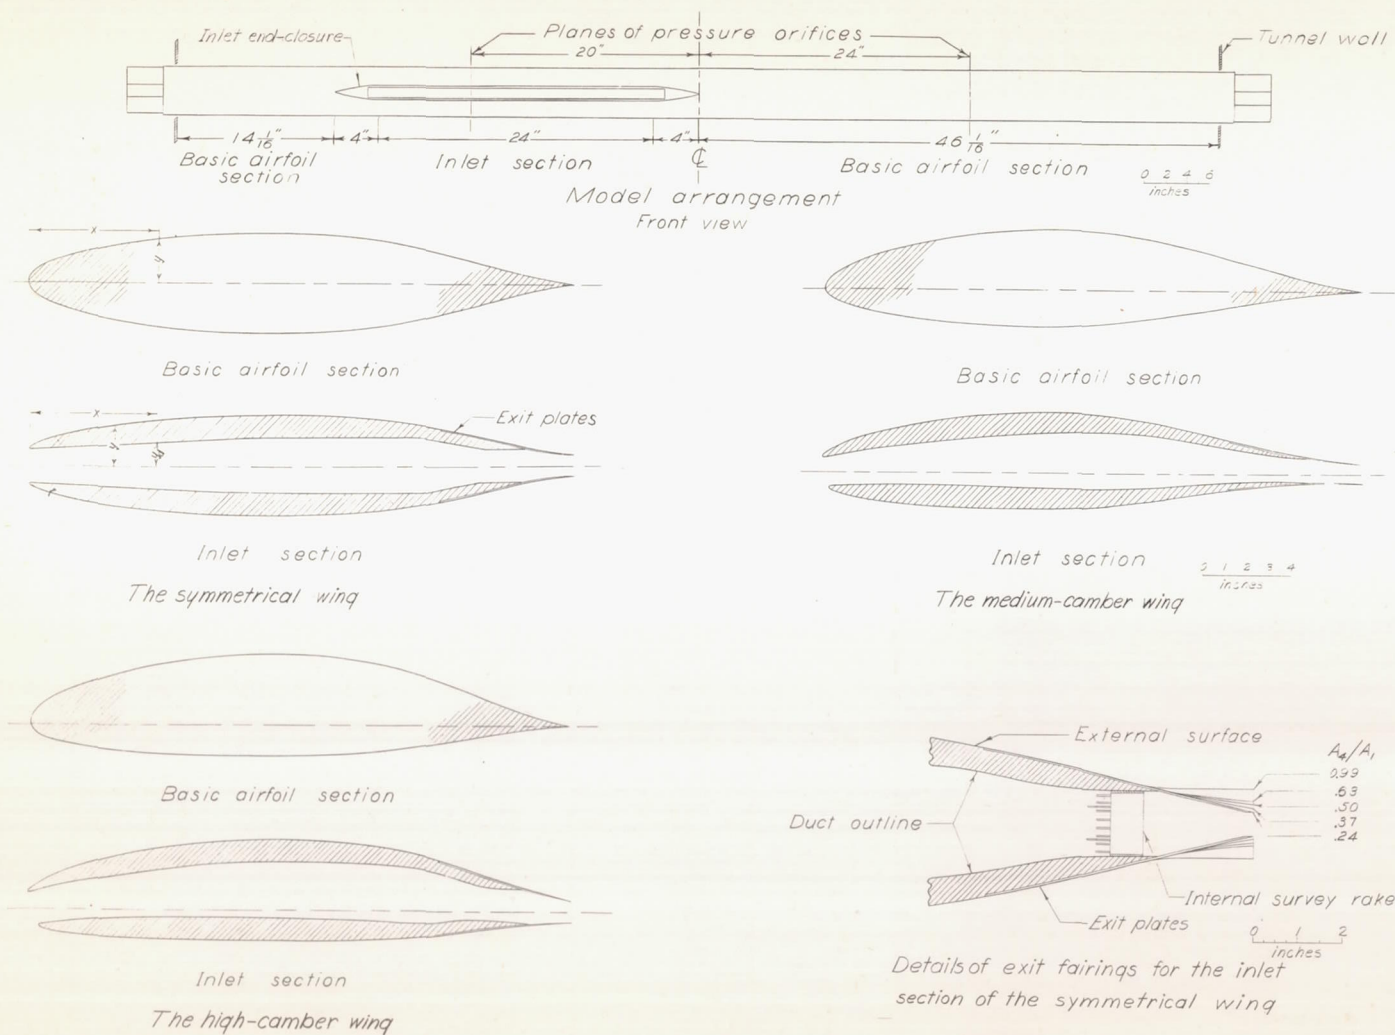 Inlet end-closure
Planes of pressure orifices
Tunnel wall
20"
24"
14 1/16"
4"
24"
4"
46 1/16"
Basic airfoil
section
Inlet section
℄
Basic airfoil section
0 2 4 6
inches
Model arrangement
Front view
x
y
Basic airfoil section
Basic airfoil section
x
Exit plates
y
r
Inlet section
Inlet section
0 1 2 3 4
inches
The symmetrical wing
The medium-camber wing
Basic airfoil section
External surface
A4/A1
0.99
.63
.50
.37
.24
Duct outline
Internal survey rake
Exit plates
0 1 2
inches
Inlet section
Details of exit fairings for the inlet
section of the symmetrical wing
The high-camber wing